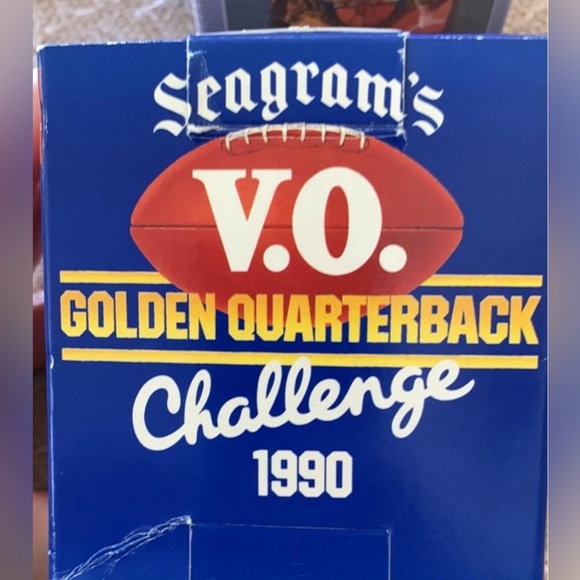 Seagram's
V.O.
GOLDEN QUARTERBACK
Challenge
1990